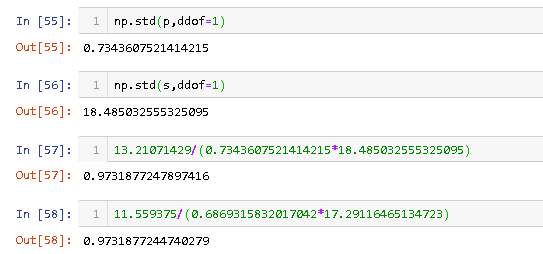 In [55]: 1 np.std(p,ddof=1)
Out[55]: 0.7343607521414215
In [56]: 1 np.std(s,ddof=1)
Out[56]: 18.485032555325095
In [57]: 1 13.21071429/(0.7343607521414215*18.485032555325095)
Out[57]: 0.9731877247897416
In [58]: 1 11.559375/(0.6869315832017042*17.29116465134723)
Out[58]: 0.9731877244740279